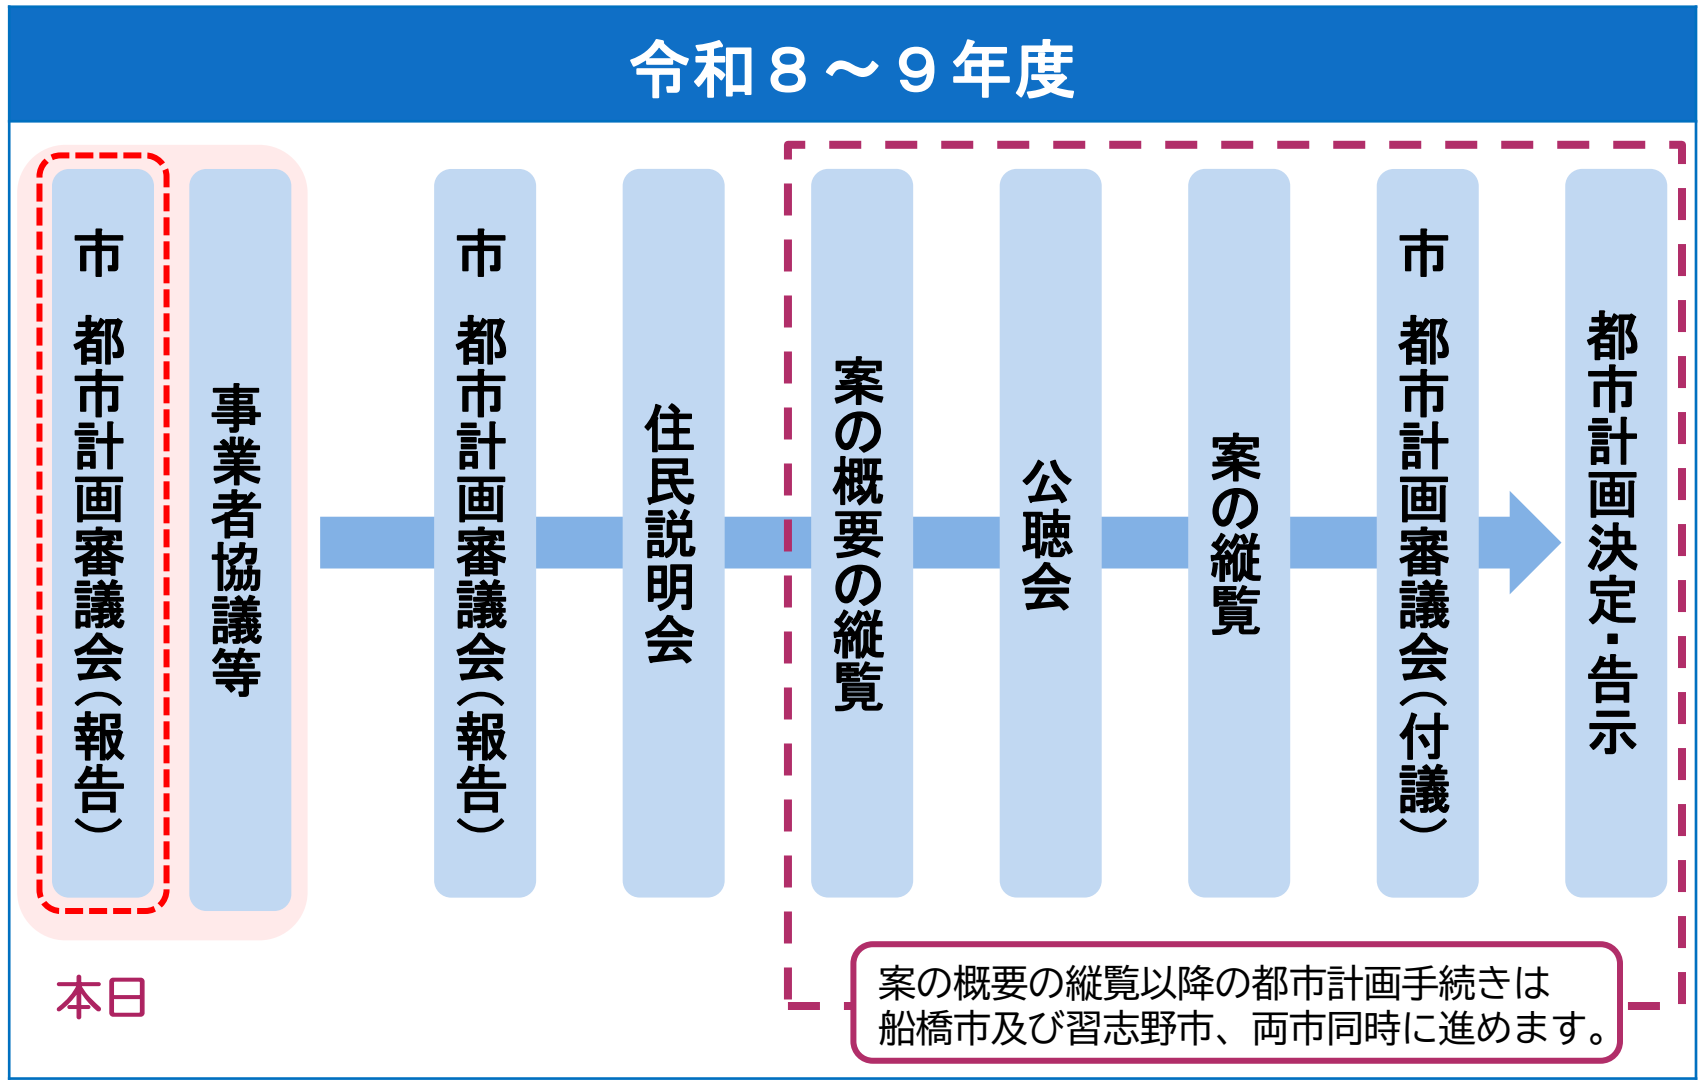 令和８～９年度
市　都市計画審議会（報告）
事業者協議等
市　都市計画審議会（報告）
住民説明会
案の概要の縦覧
公聴会
案の縦覧
市　都市計画審議会（付議）
都市計画決定・告示
本日
案の概要の縦覧以降の都市計画手続きは
船橋市及び習志野市、両市同時に進めます。